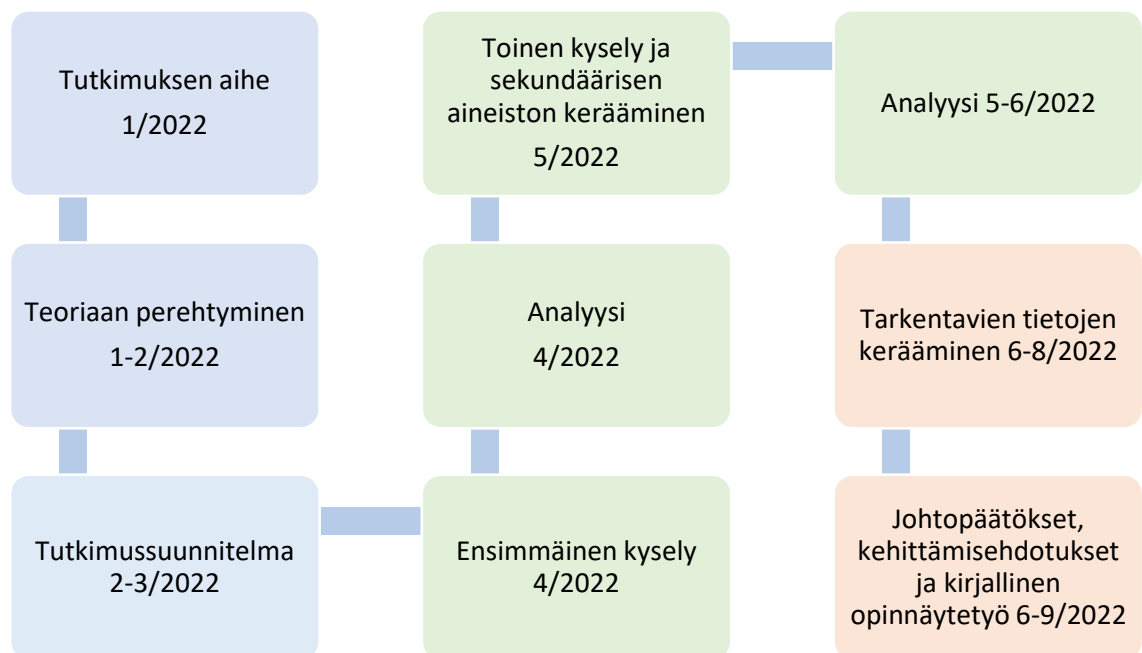 Tutkimuksen aihe
1/2022
Teoriaan perehtyminen
1-2/2022
Tutkimussuunnitelma
2-3/2022
Ensimmäinen kysely
4/2022
Analyysi
4/2022
Toinen kysely ja
sekundäärisen
aineiston kerääminen
5/2022
Analyysi 5-6/2022
Tarkentavien tietojen
kerääminen 6-8/2022
Johtopäätökset,
kehittämisehdotukset
ja kirjallinen
opinnäytetyö 6-9/2022